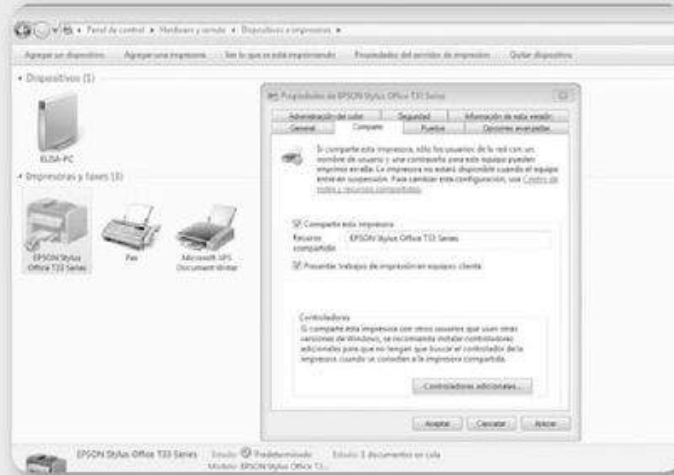 Panel de control ▸ Hardware y sonido ▸ Dispositivos e impresoras ▸
Agregar un dispositivo Agregar una impresora Ver lo que se está imprimiendo Propiedades del servidor de impresión Quitar dispositivo
Dispositivos (1)
ELISA-PC
Impresoras y faxes (3)
EPSON Stylus
Office T33 Series
Fax
Microsoft XPS
Document Writer
Propiedades de EPSON Stylus Office T33 Series
Administración del color Seguridad Información de esta versión
General Compartir Puertos Opciones avanzadas
Si comparte esta impresora, sólo los usuarios de la red con un
nombre de usuario y una contraseña para este equipo pueden
imprimir en ella. La impresora no estará disponible cuando el equipo
entre en suspensión. Para cambiar esta configuración, use Centro de
redes y recursos compartidos.
Compartir esta impresora
Recurso
compartido:
EPSON Stylus Office T33 Series
Presentar trabajos de impresión en equipos cliente
Controladores
Si comparte esta impresora con otros usuarios que usan otras
versiones de Windows, se recomienda instalar controladores
adicionales para que no tengan que buscar el controlador de la
impresora cuando se conecten a la impresora compartida.
Controladores adicionales...
Aceptar Cancelar Aplicar
EPSON Stylus Office T33 Series Estado: Predeterminado Estado: 1 documentos en cola
Modelo: EPSON Stylus Office T3...